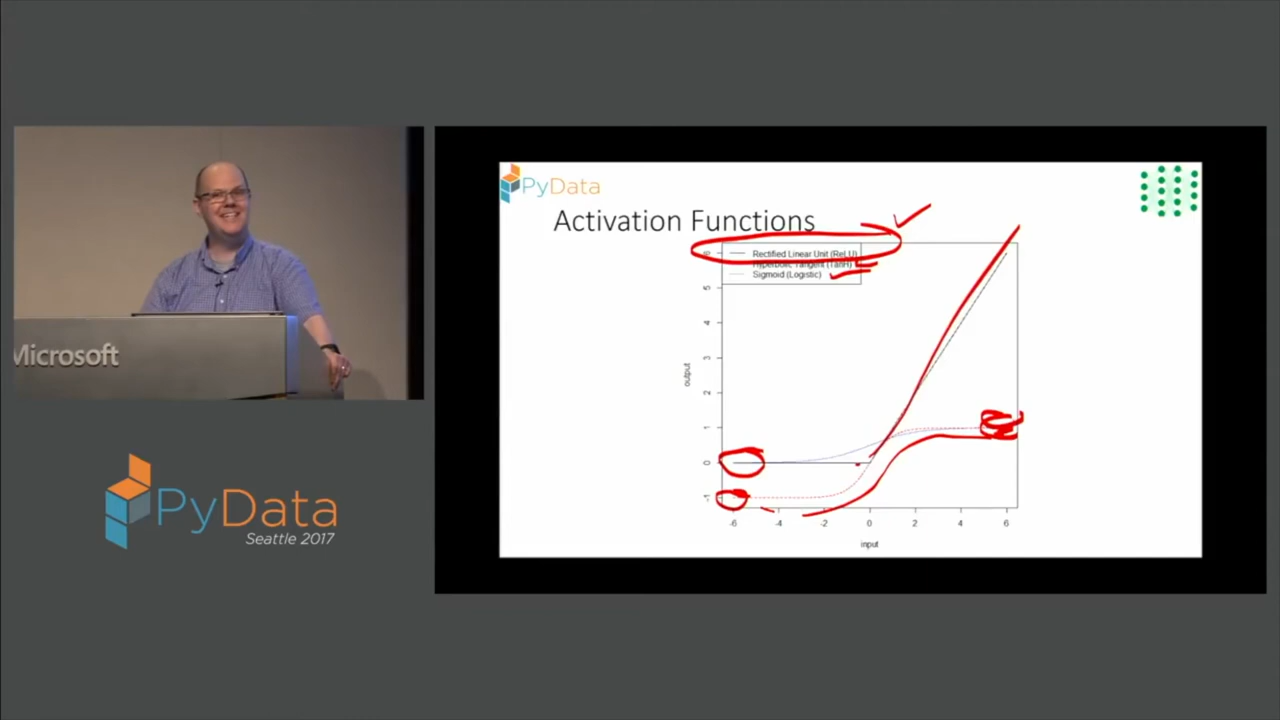 Microsoft
PyData
Seattle 2017
PyData
Activation Functions
Rectified Linear Unit (ReLU)
Hyperbolic Tangent (TanH)
Sigmoid (Logistic)
output
6
5
4
3
2
1
0
-1
-6 -4 -2 0 2 4 6
input